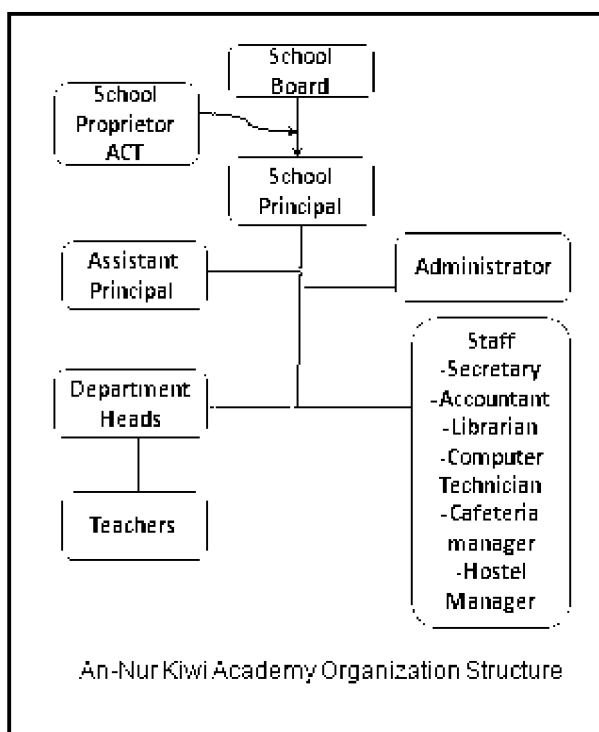 School
Board
School
Proprietor
ACT
School
Principal
Assistant
Principal
Administrator
Department
Heads
Staff
-Secretary
-Accountant
-Librarian
-Computer
Technician
-Cafeteria
manager
-Hostel
Manager
Teachers
An-Nur Kiwi Academy Organization Structure